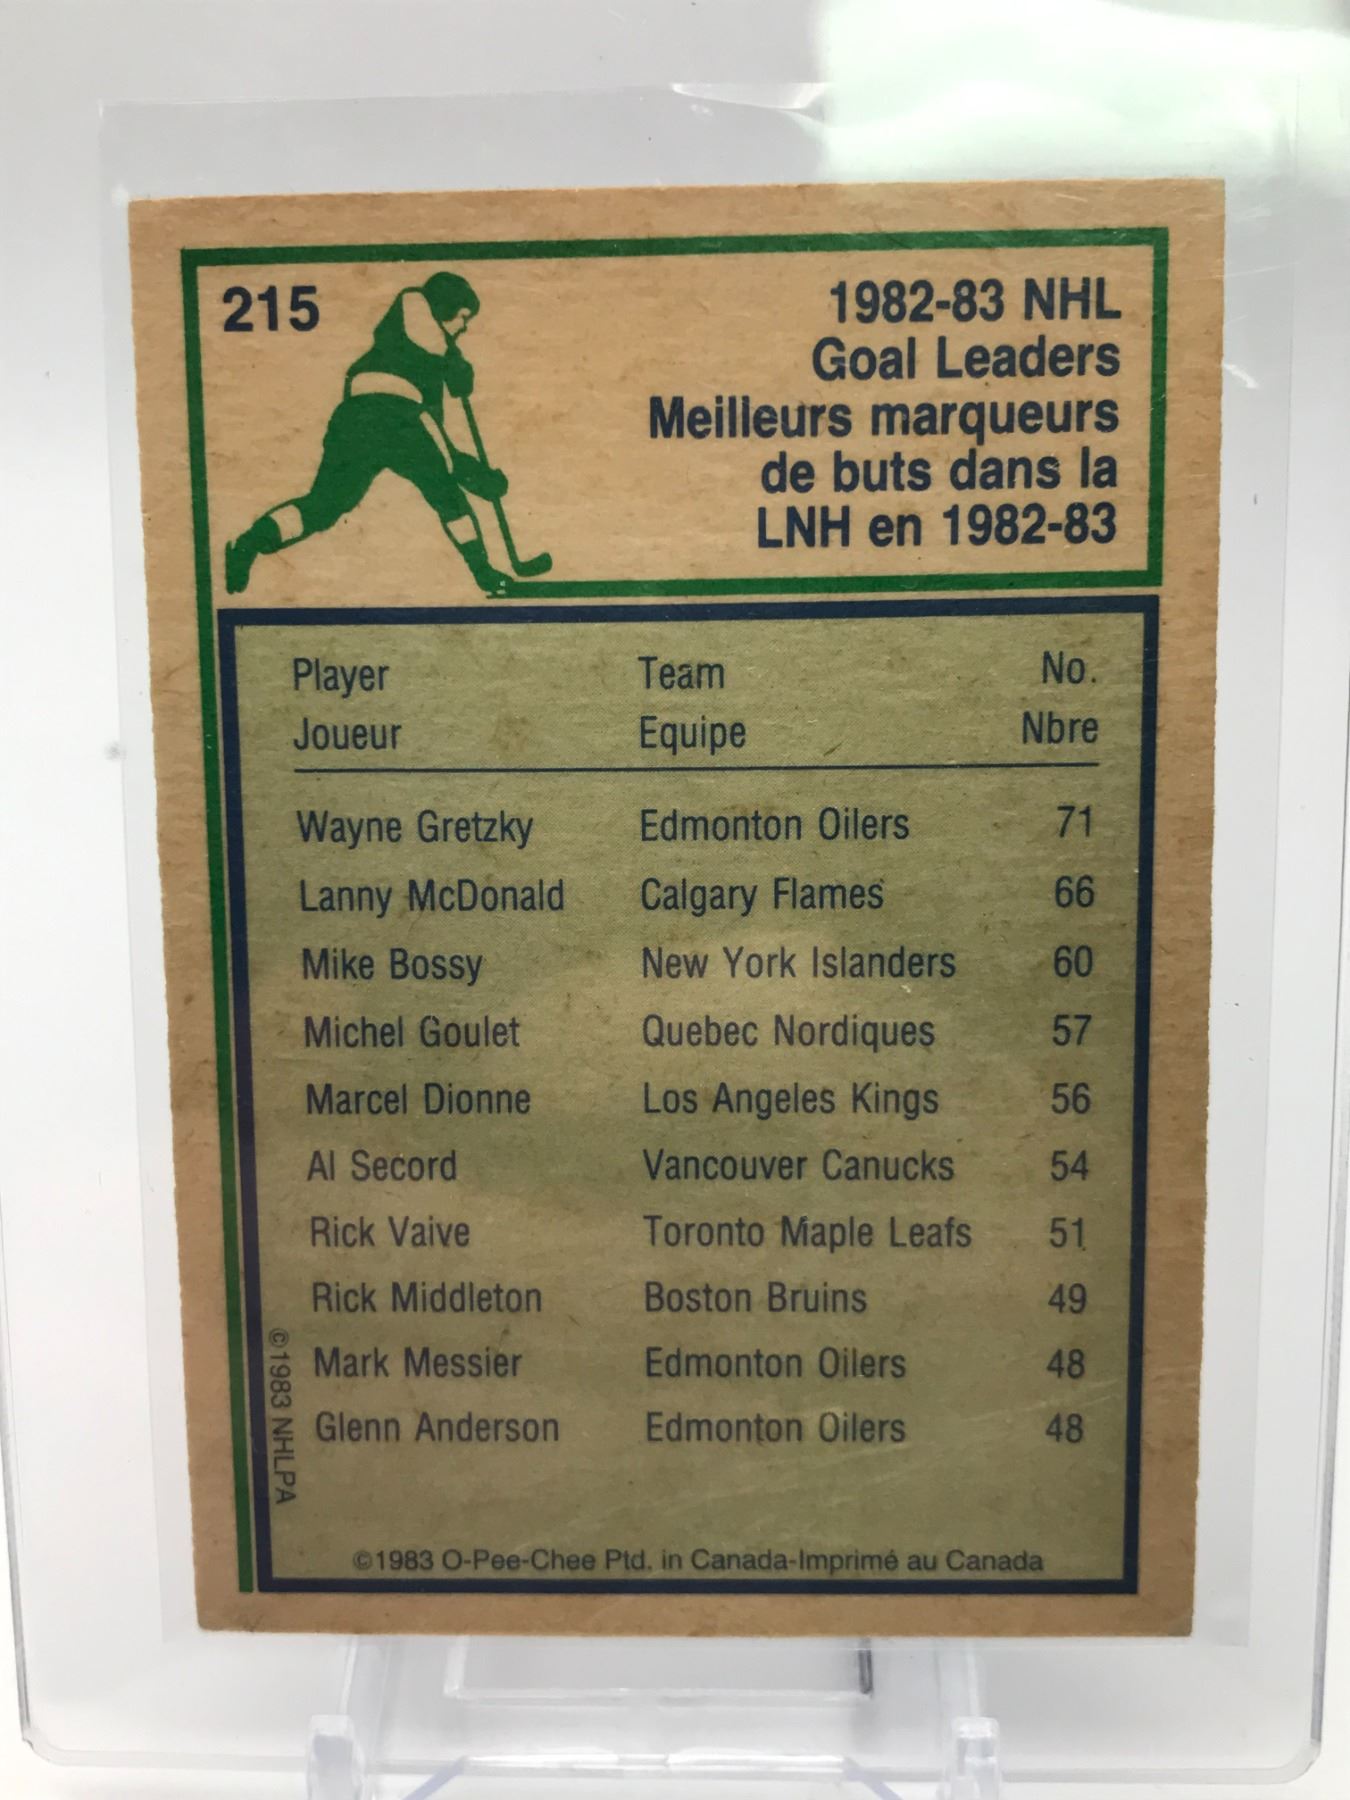 215
1982-83 NHL
Goal Leaders
Meilleurs marqueurs
de buts dans la
LNH en 1982-83
Player Team No.
Joueur Equipe Nbre
Wayne Gretzky Edmonton Oilers 71
Lanny McDonald Calgary Flames 66
Mike Bossy New York Islanders 60
Michel Goulet Quebec Nordiques 57
Marcel Dionne Los Angeles Kings 56
Al Secord Vancouver Canucks 54
Rick Vaive Toronto Maple Leafs 51
Rick Middleton Boston Bruins 49
Mark Messier Edmonton Oilers 48
Glenn Anderson Edmonton Oilers 48
©1983 NHLPA
©1983 O-Pee-Chee Ptd. in Canada-Imprimé au Canada